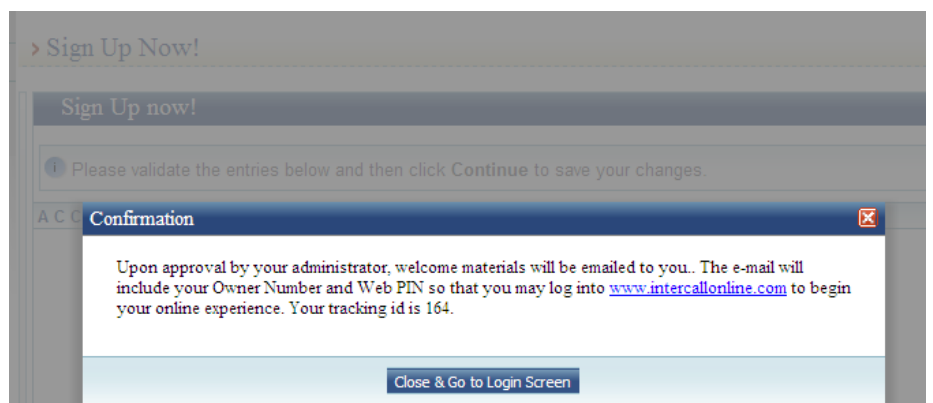 › Sign Up Now!
Sign Up now!
Please validate the entries below and then click Continue to save your changes.
A C C
Confirmation
Upon approval by your administrator, welcome materials will be emailed to you.. The e-mail will
include your Owner Number and Web PIN so that you may log into www.intercallonline.com to begin
your online experience. Your tracking id is 164.
Close & Go to Login Screen